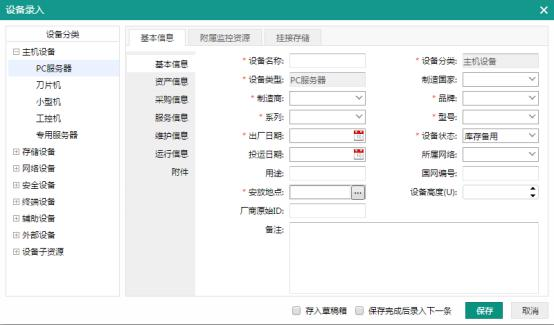 设备录入
设备分类
主机设备
PC服务器
刀片机
小型机
工控机
专用服务器
存储设备
网络设备
安全设备
终端设备
辅助设备
外部设备
设备子资源
基本信息 附属监控资源 挂接存储
基本信息
资产信息
采购信息
服务信息
维护信息
运行信息
附件
* 设备名称: * 设备分类: 主机设备
* 设备类型: PC服务器 制造国家:
* 制造商: * 品牌:
* 系列: * 型号:
* 出厂日期: * 设备状态: 库存备用
投运日期: 所属网络:
用途: 国网编号:
* 安放地点: ... 设备高度(U):
厂商原始ID:
备注:
存入草稿箱 保存完成后录入下一条 保存 取消